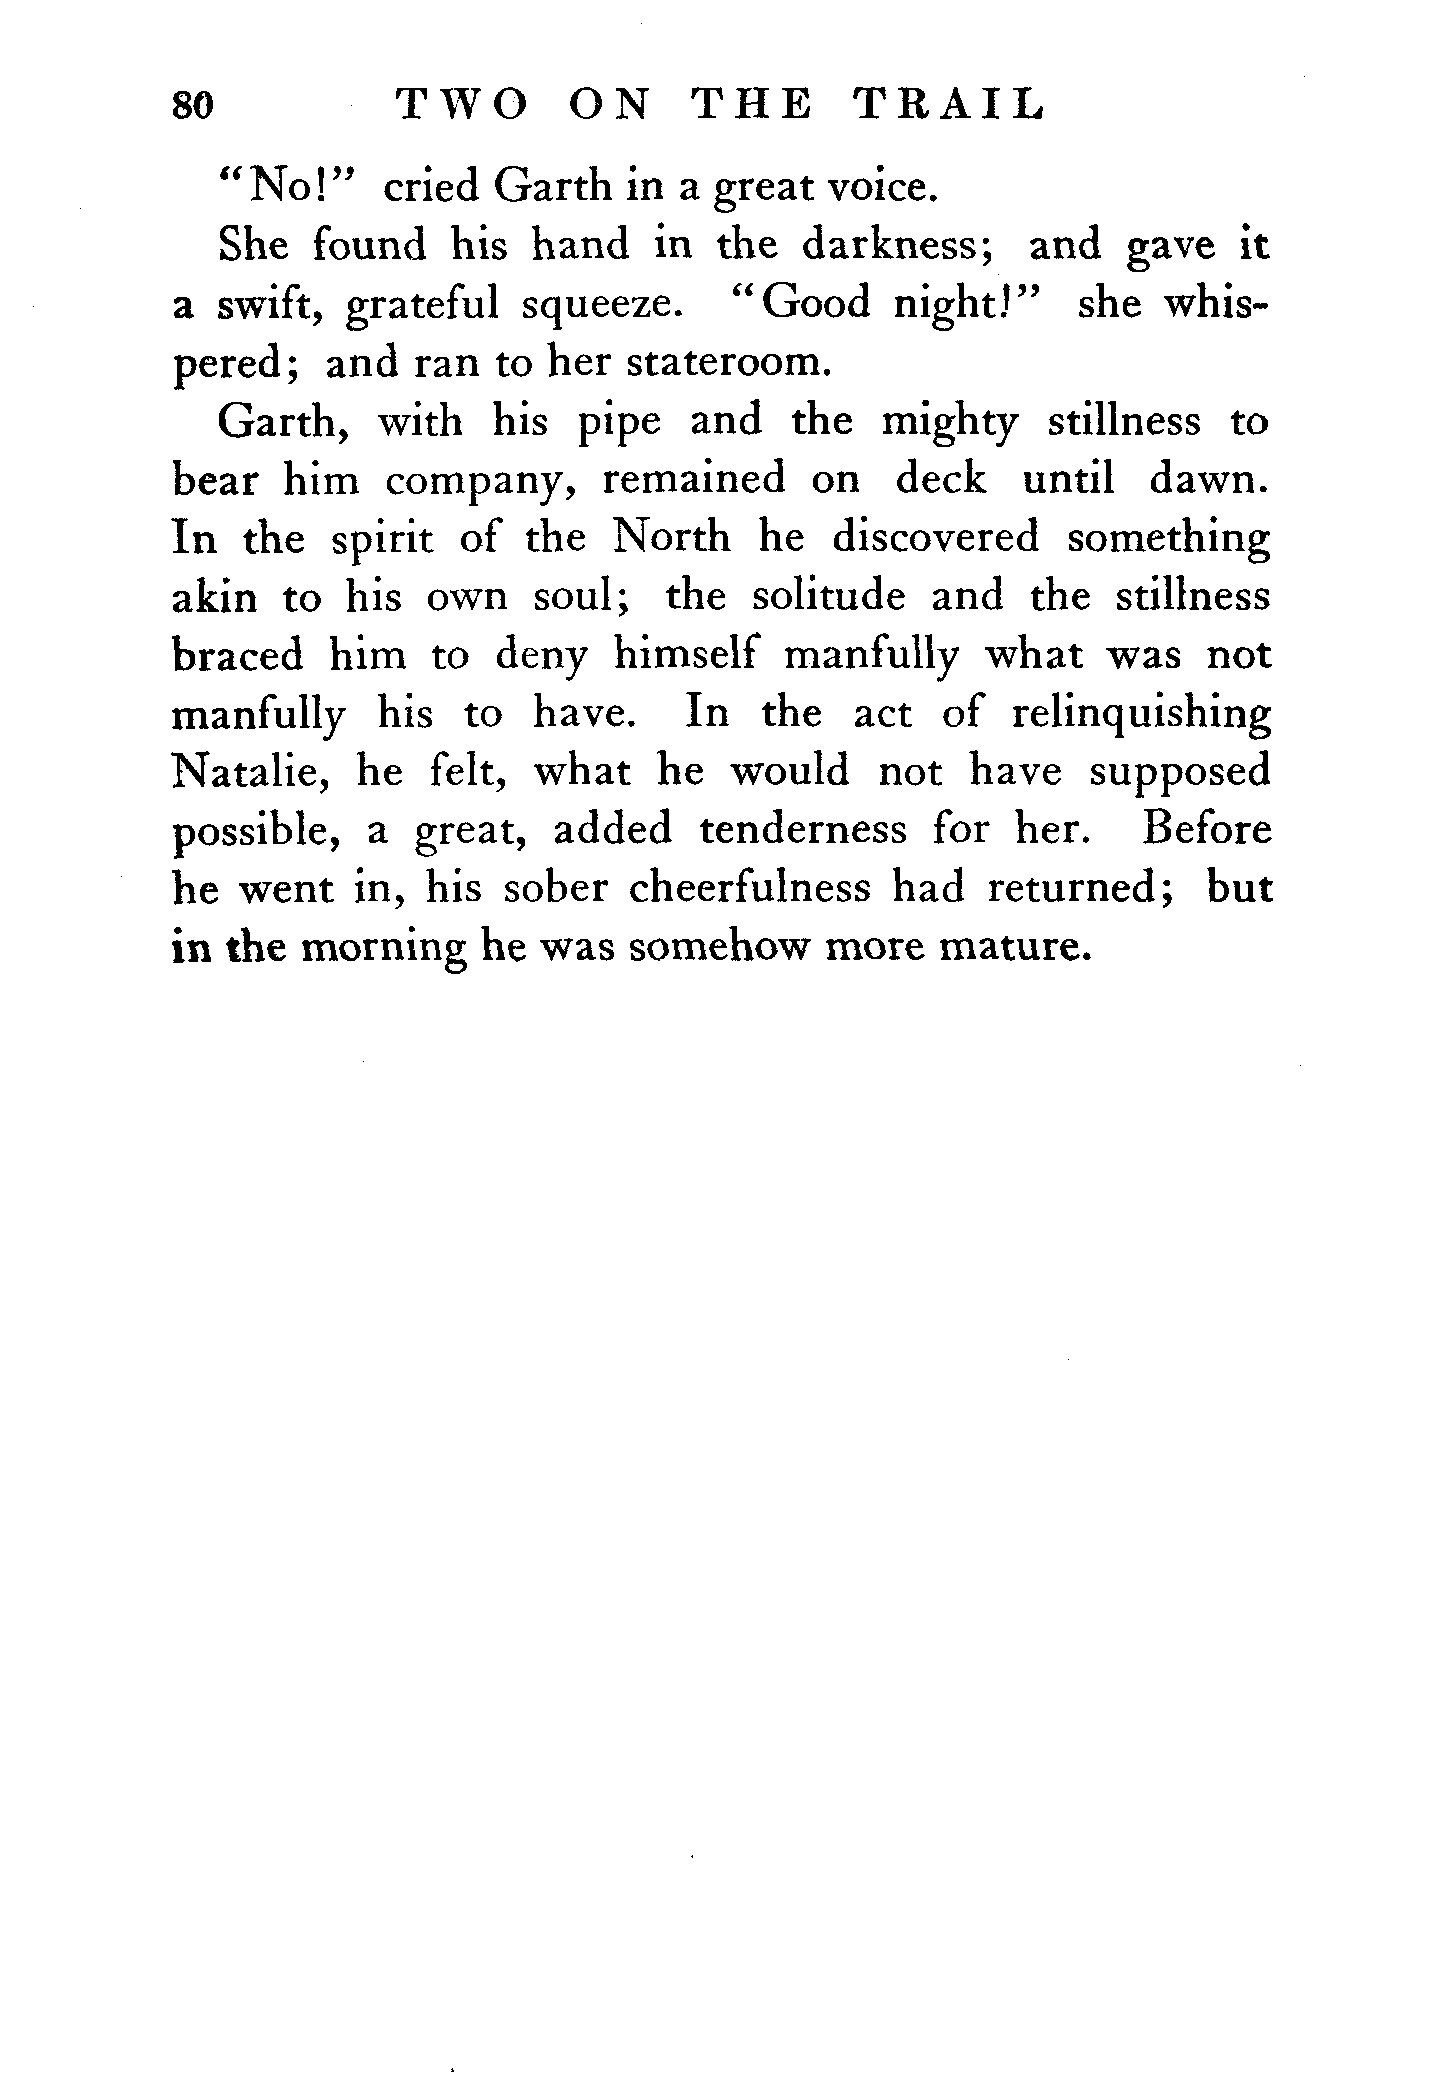 80 TWO ON THE TRAIL
"No!" cried Garth in a great voice.
She found his hand in the darkness; and gave it
a swift, grateful squeeze. "Good night!" she whis-
pered; and ran to her stateroom.
Garth, with his pipe and the mighty stillness to
bear him company, remained on deck until dawn.
In the spirit of the North he discovered something
akin to his own soul; the solitude and the stillness
braced him to deny himself manfully what was not
manfully his to have. In the act of relinquishing
Natalie, he felt, what he would not have supposed
possible, a great, added tenderness for her. Before
he went in, his sober cheerfulness had returned; but
in the morning he was somehow more mature.